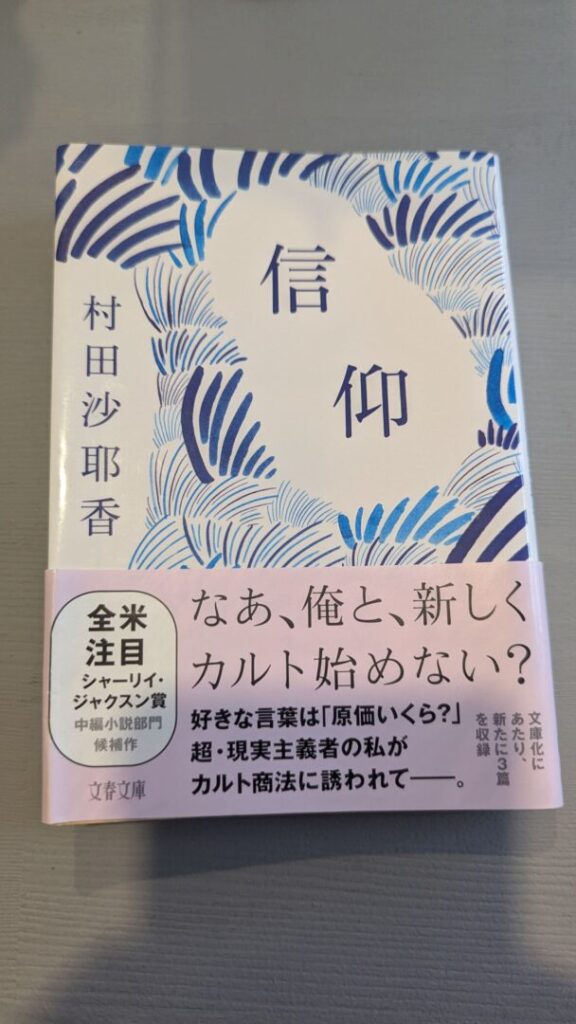 信仰
村田沙耶香
なあ、俺と、新しく
カルト始めない？
好きな言葉は「原価いくら？」
超・現実主義者の私が
カルト商法に誘われて——。
文庫化に
あたり、
新たに3篇
を収録
全米
注目
シャーリイ・
ジャクスン賞
中編小説部門
候補作
文春文庫